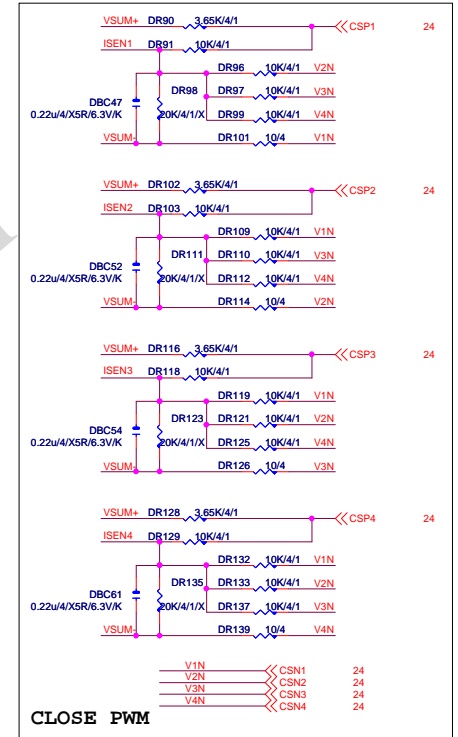 VSUM+ DR90 3.65K/4/1 CSP1 24
ISEN1 DR91 10K/4/1
DR96 10K/4/1 V2N
DR98 DR97 10K/4/1 V3N
DBC47
0.22u/4/X5R/6.3V/K 20K/4/1/X DR99 10K/4/1 V4N
VSUM- DR101 10/4 V1N
VSUM+ DR102 3.65K/4/1 CSP2 24
ISEN2 DR103 10K/4/1
DR109 10K/4/1 V1N
DR111 DR110 10K/4/1 V3N
DBC52
0.22u/4/X5R/6.3V/K 20K/4/1/X DR112 10K/4/1 V4N
VSUM- DR114 10/4 V2N
VSUM+ DR116 3.65K/4/1 CSP3 24
ISEN3 DR118 10K/4/1
DR119 10K/4/1 V1N
DR123 DR121 10K/4/1 V2N
DBC54
0.22u/4/X5R/6.3V/K 20K/4/1/X DR125 10K/4/1 V4N
VSUM- DR126 10/4 V3N
VSUM+ DR128 3.65K/4/1 CSP4 24
ISEN4 DR129 10K/4/1
DR132 10K/4/1 V1N
DR135 DR133 10K/4/1 V2N
DBC61
0.22u/4/X5R/6.3V/K 20K/4/1/X DR137 10K/4/1 V3N
VSUM- DR139 10/4 V4N
V1N CSN1 24
V2N CSN2 24
V3N CSN3 24
V4N CSN4 24
CLOSE PWM